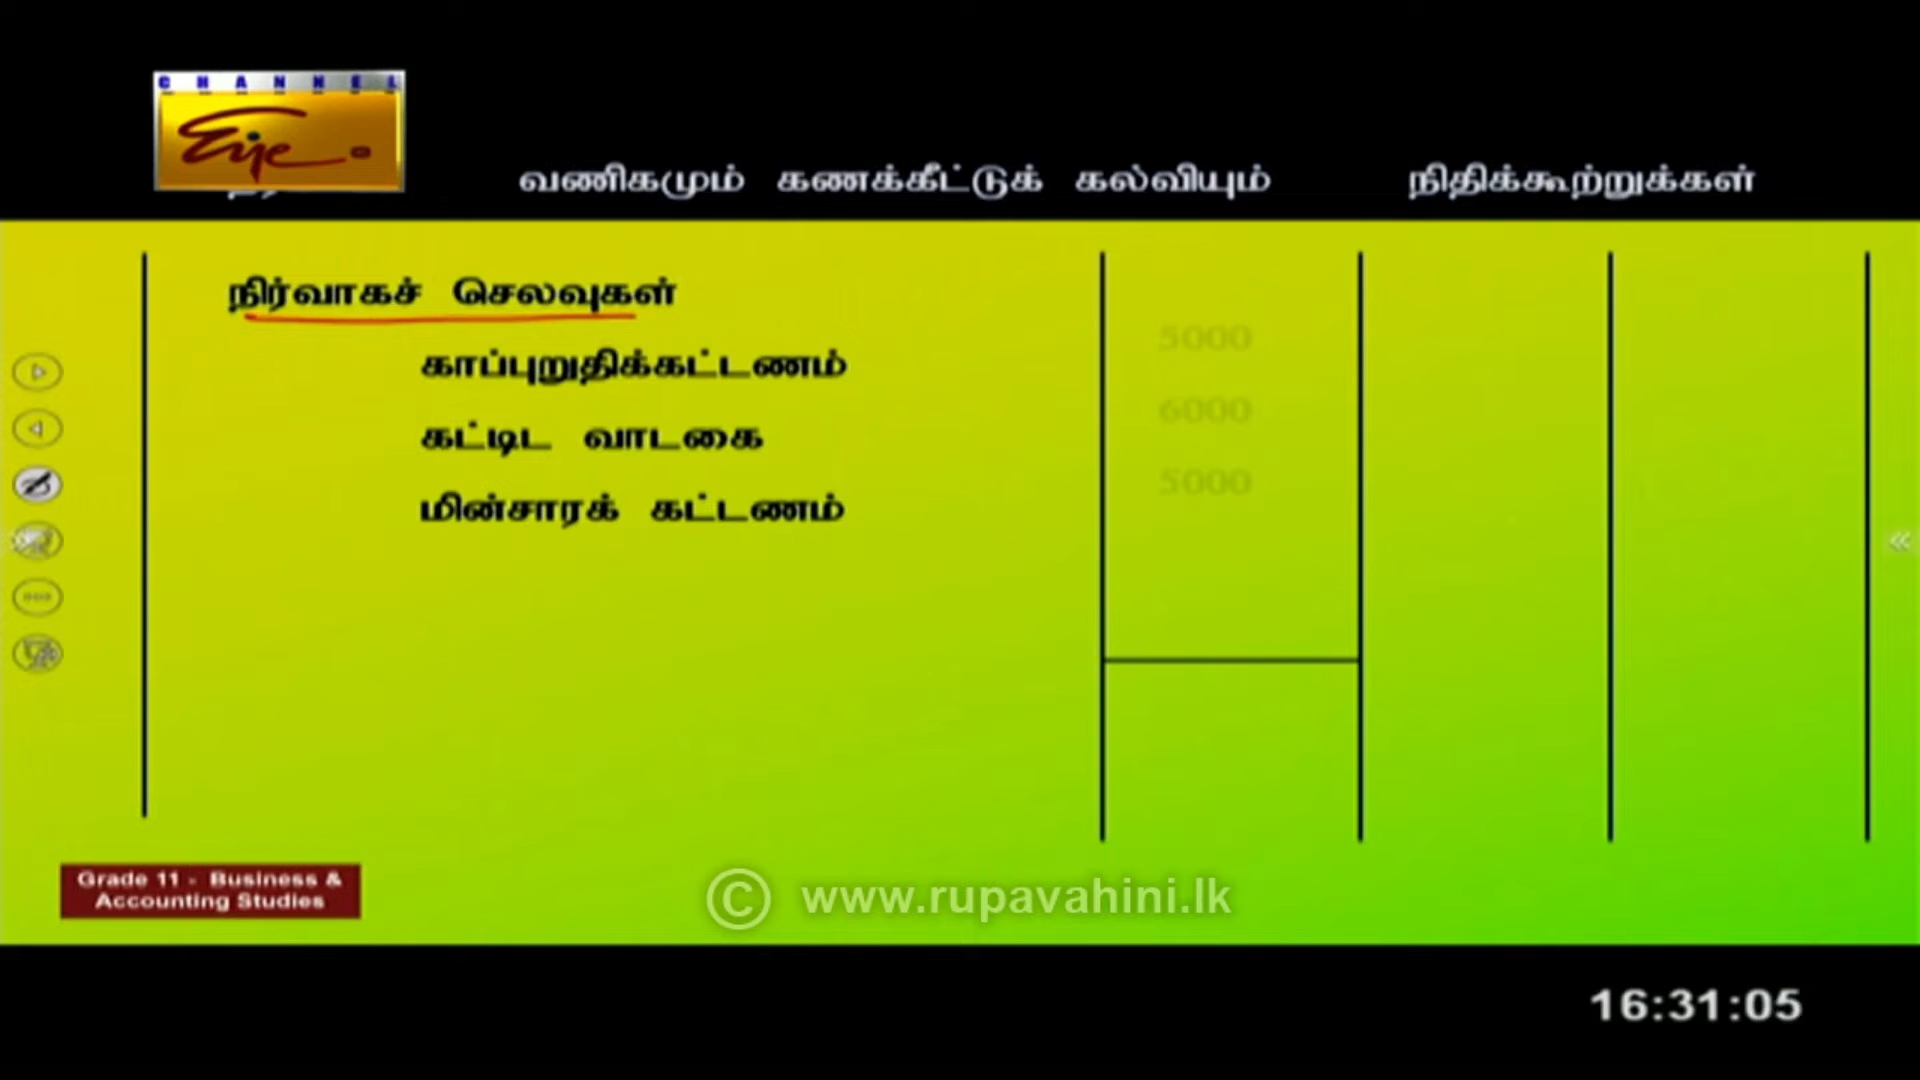 CHANNEL
Eye
வணிகமும் கணக்கீட்டுக் கல்வியும் நிதிக்கூற்றுக்கள்
நிர்வாகச் செலவுகள்
காப்புறுதிக்கட்டணம் 5000
கட்டிட வாடகை 6000
மின்சாரக் கட்டணம் 5000
Grade 11 - Business &
Accounting Studies
© www.rupavahini.lk
16:31:05